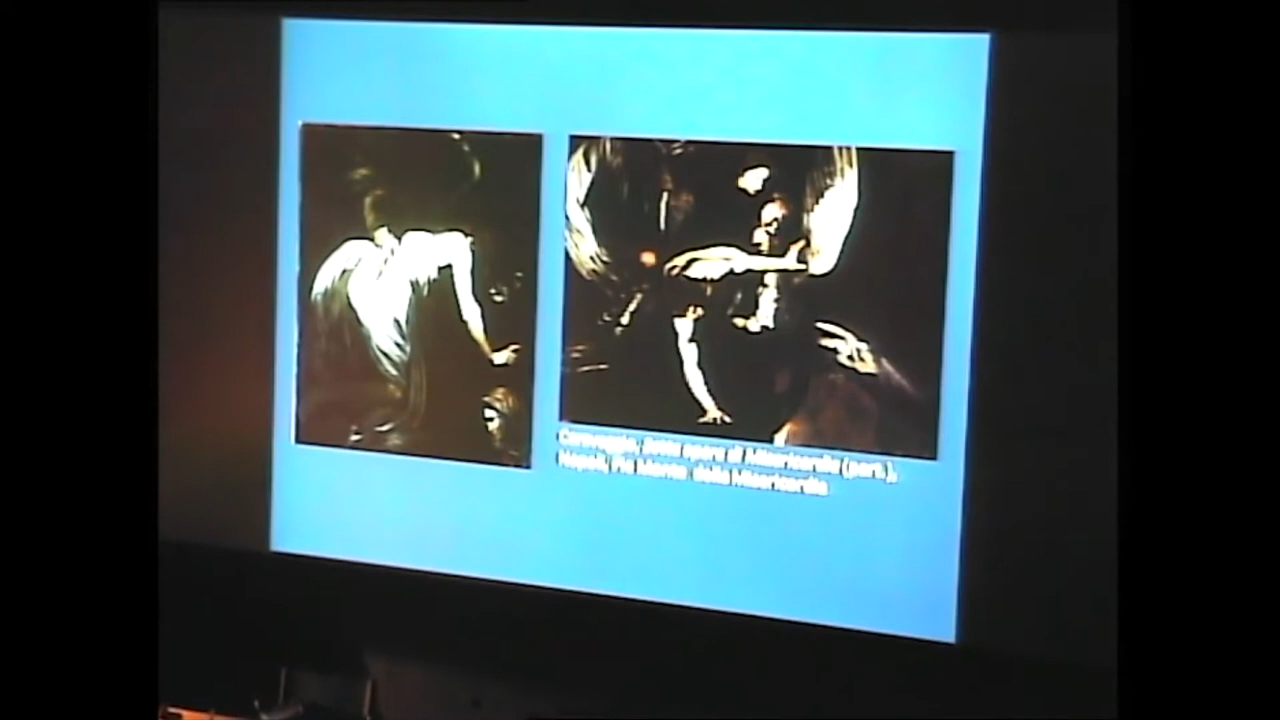 Caravaggio, Sette opere di Misericordia (part.),
Napoli, Pio Monte della Misericordia